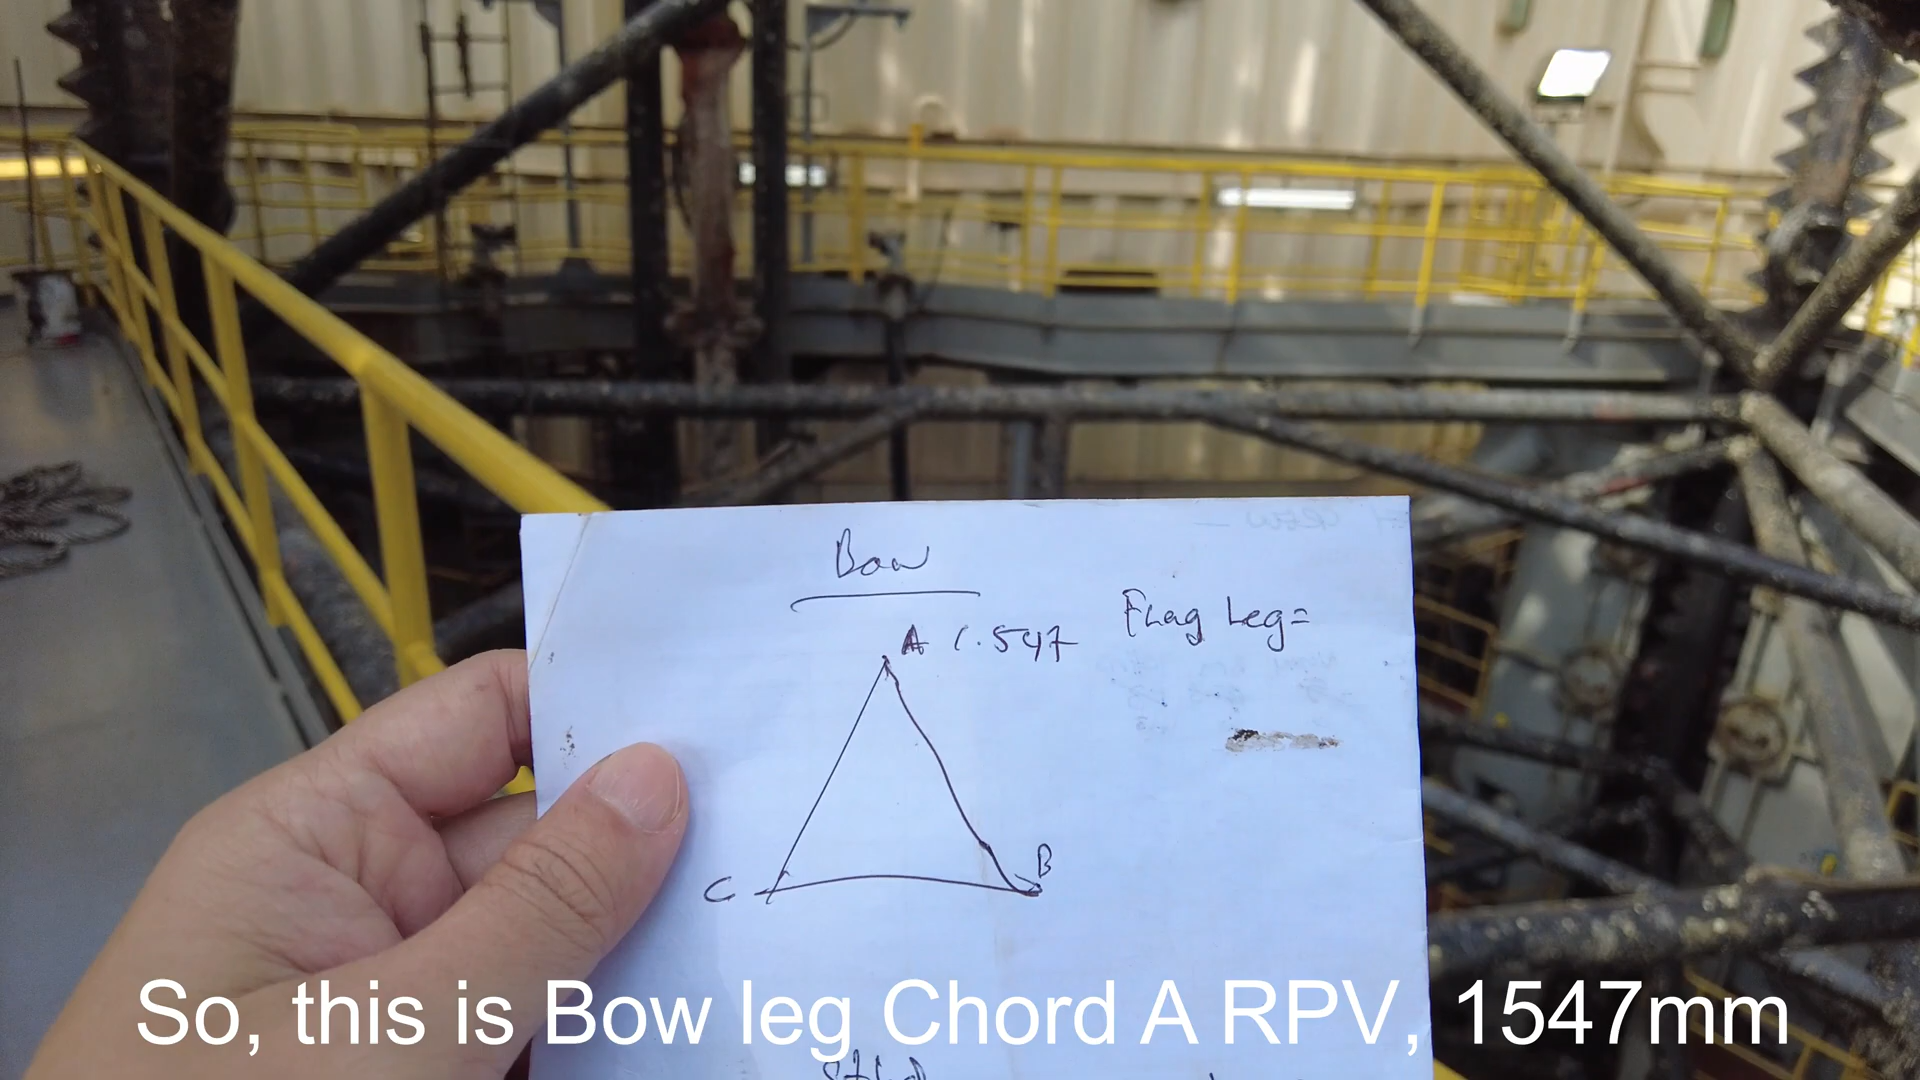 Bow
Flag Leg=
A 1.547
B
C
So, this is Bow leg Chord A RPV, 1547mm